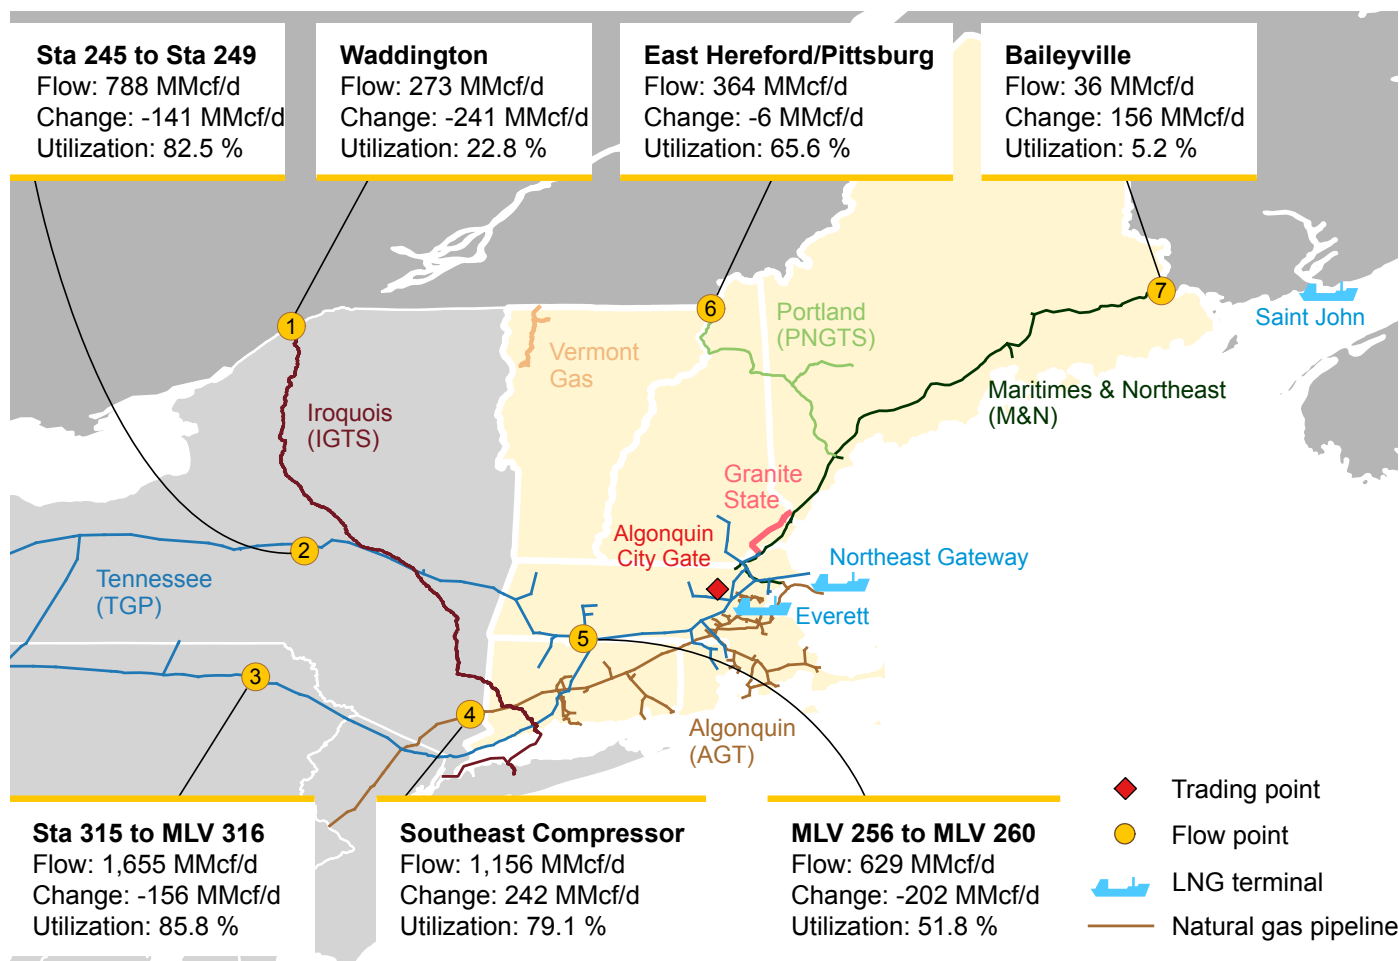 Sta 245 to Sta 249
Flow: 788 MMcf/d
Change: -141 MMcf/d
Utilization: 82.5 %
Waddington
Flow: 273 MMcf/d
Change: -241 MMcf/d
Utilization: 22.8 %
East Hereford/Pittsburg
Flow: 364 MMcf/d
Change: -6 MMcf/d
Utilization: 65.6 %
Baileyville
Flow: 36 MMcf/d
Change: 156 MMcf/d
Utilization: 5.2 %
1
6
7
Saint John
Portland
(PNGTS)
Vermont
Gas
Maritimes & Northeast
(M&N)
Iroquois
(IGTS)
Granite
State
Algonquin
City Gate
2
Northeast Gateway
Tennessee
(TGP)
Everett
5
3
4
Algonquin
(AGT)
Sta 315 to MLV 316
Flow: 1,655 MMcf/d
Change: -156 MMcf/d
Utilization: 85.8 %
Southeast Compressor
Flow: 1,156 MMcf/d
Change: 242 MMcf/d
Utilization: 79.1 %
MLV 256 to MLV 260
Flow: 629 MMcf/d
Change: -202 MMcf/d
Utilization: 51.8 %
Trading point
Flow point
LNG terminal
Natural gas pipeline